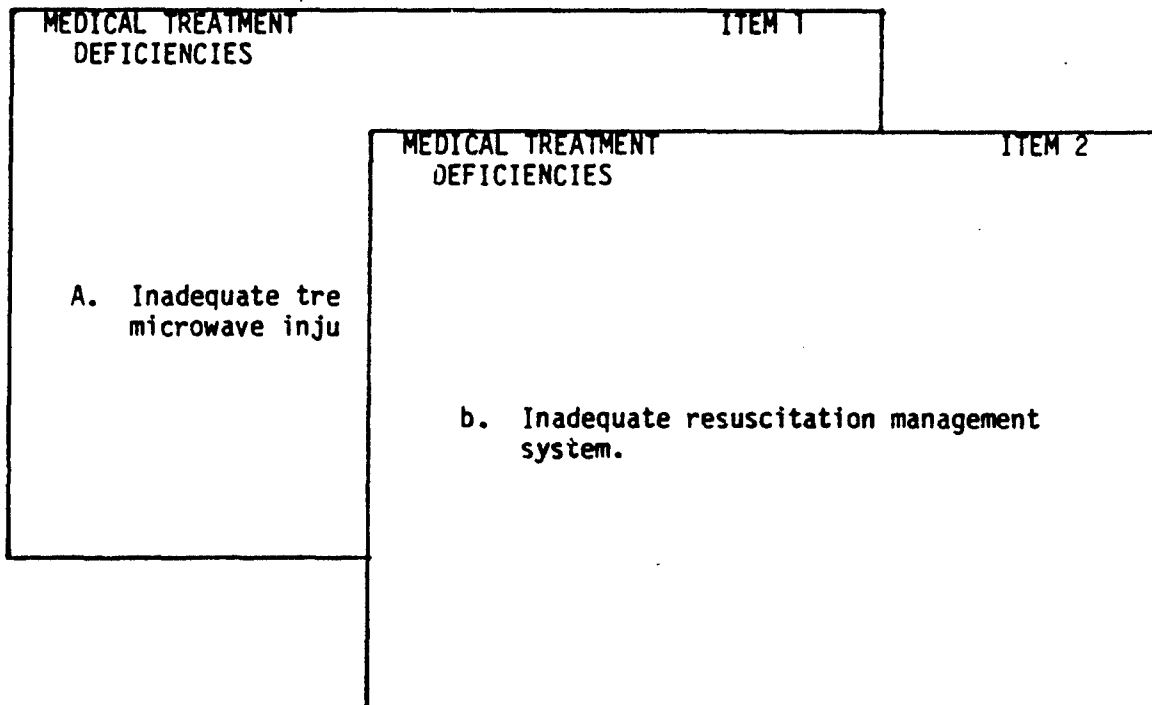 MEDICAL TREATMENT ITEM 1
DEFICIENCIES
A. Inadequate tre
microwave inju
MEDICAL TREATMENT ITEM 2
DEFICIENCIES
b. Inadequate resuscitation management
system.